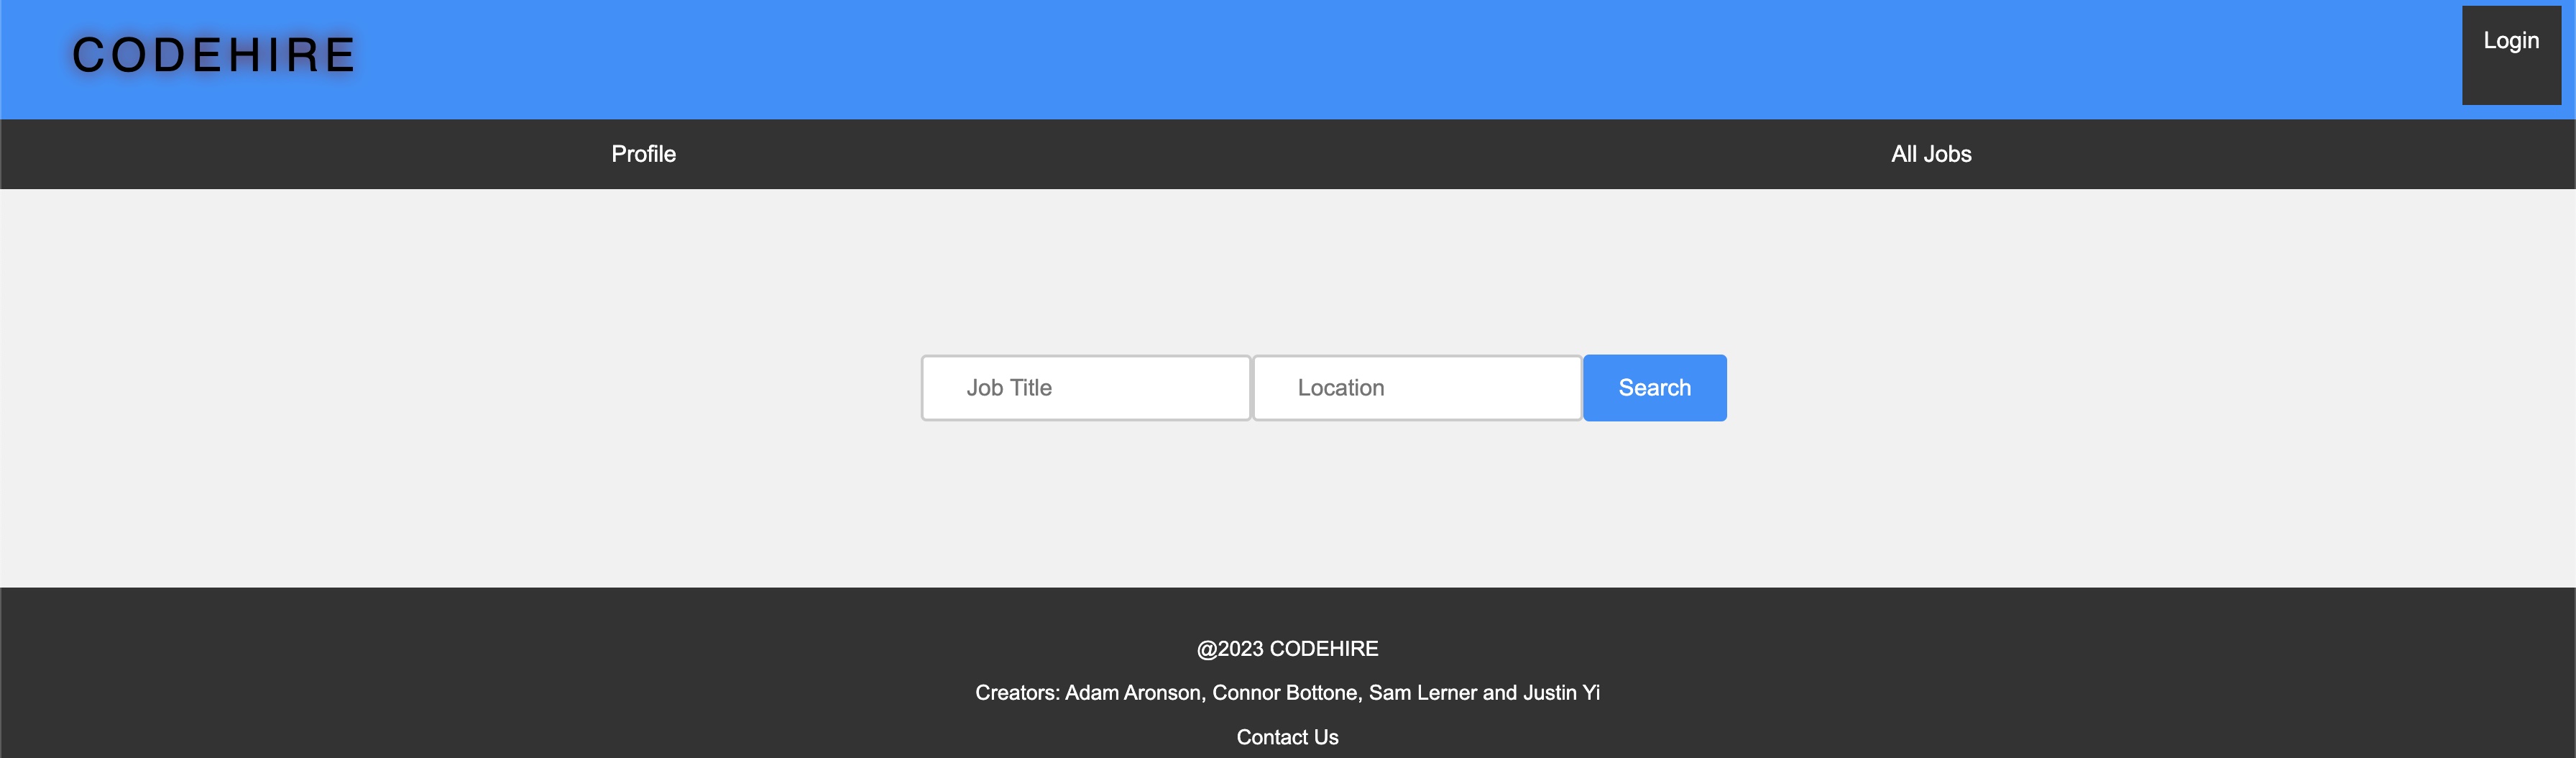 CODEHIRE
Login
Profile
All Jobs
Job Title
Location
Search
@2023 CODEHIRE
Creators: Adam Aronson, Connor Bottone, Sam Lerner and Justin Yi
Contact Us